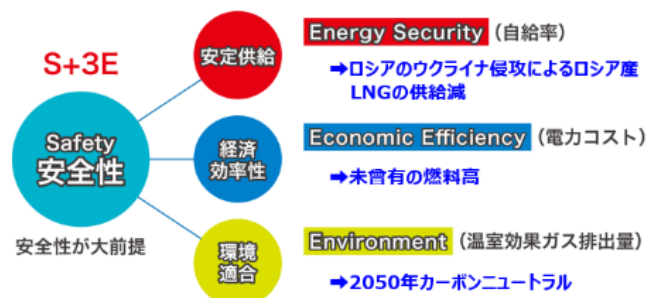 S+3E
Safety
安全性
安全性が大前提
安定供給
Energy Security (自給率)
➡ロシアのウクライナ侵攻によるロシア産
LNGの供給減
経済
効率性
Economic Efficiency (電力コスト)
➡未曾有の燃料高
環境
適合
Environment (温室効果ガス排出量)
➡2050年カーボンニュートラル